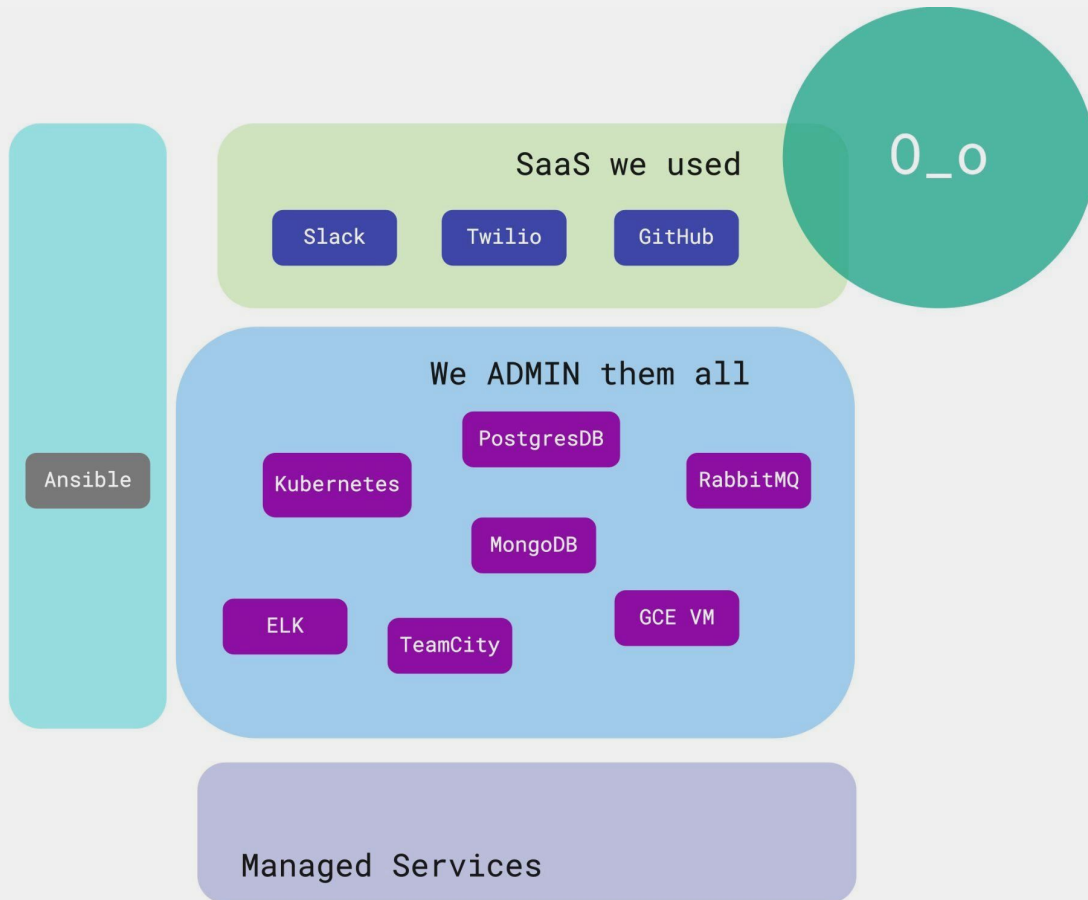 O_o
SaaS we used
Slack
Twilio
GitHub
We ADMIN them all
PostgresDB
Kubernetes
RabbitMQ
Ansible
MongoDB
ELK
TeamCity
GCE VM
Managed Services